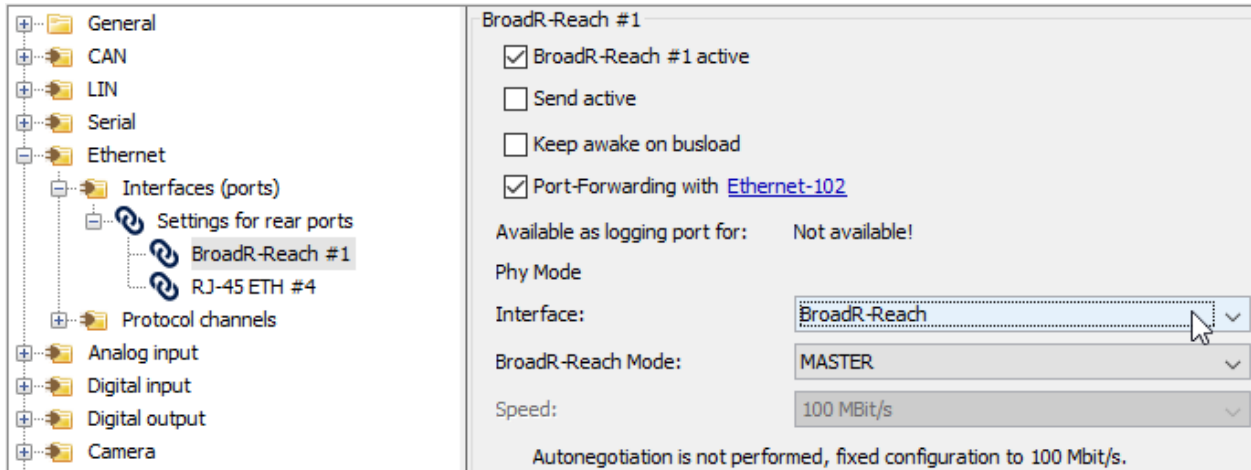 General
CAN
LIN
Serial
Ethernet
Interfaces (ports)
Settings for rear ports
BroadR-Reach #1
RJ-45 ETH #4
Protocol channels
Analog input
Digital input
Digital output
Camera
BroadR-Reach #1
BroadR-Reach #1 active
Send active
Keep awake on busload
Port-Forwarding with Ethernet-102
Available as logging port for: Not available!
Phy Mode
Interface: BroadR-Reach
BroadR-Reach Mode: MASTER
Speed: 100 MBit/s
Autonegotiation is not performed, fixed configuration to 100 Mbit/s.